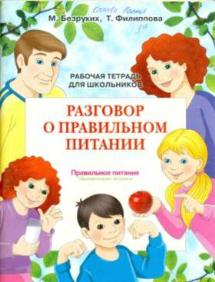 М. Безруких, Т. Филиппова
РАБОЧАЯ ТЕТРАДЬ
ДЛЯ ШКОЛЬНИКОВ
РАЗГОВОР
О ПРАВИЛЬНОМ
ПИТАНИИ
Правильное питание